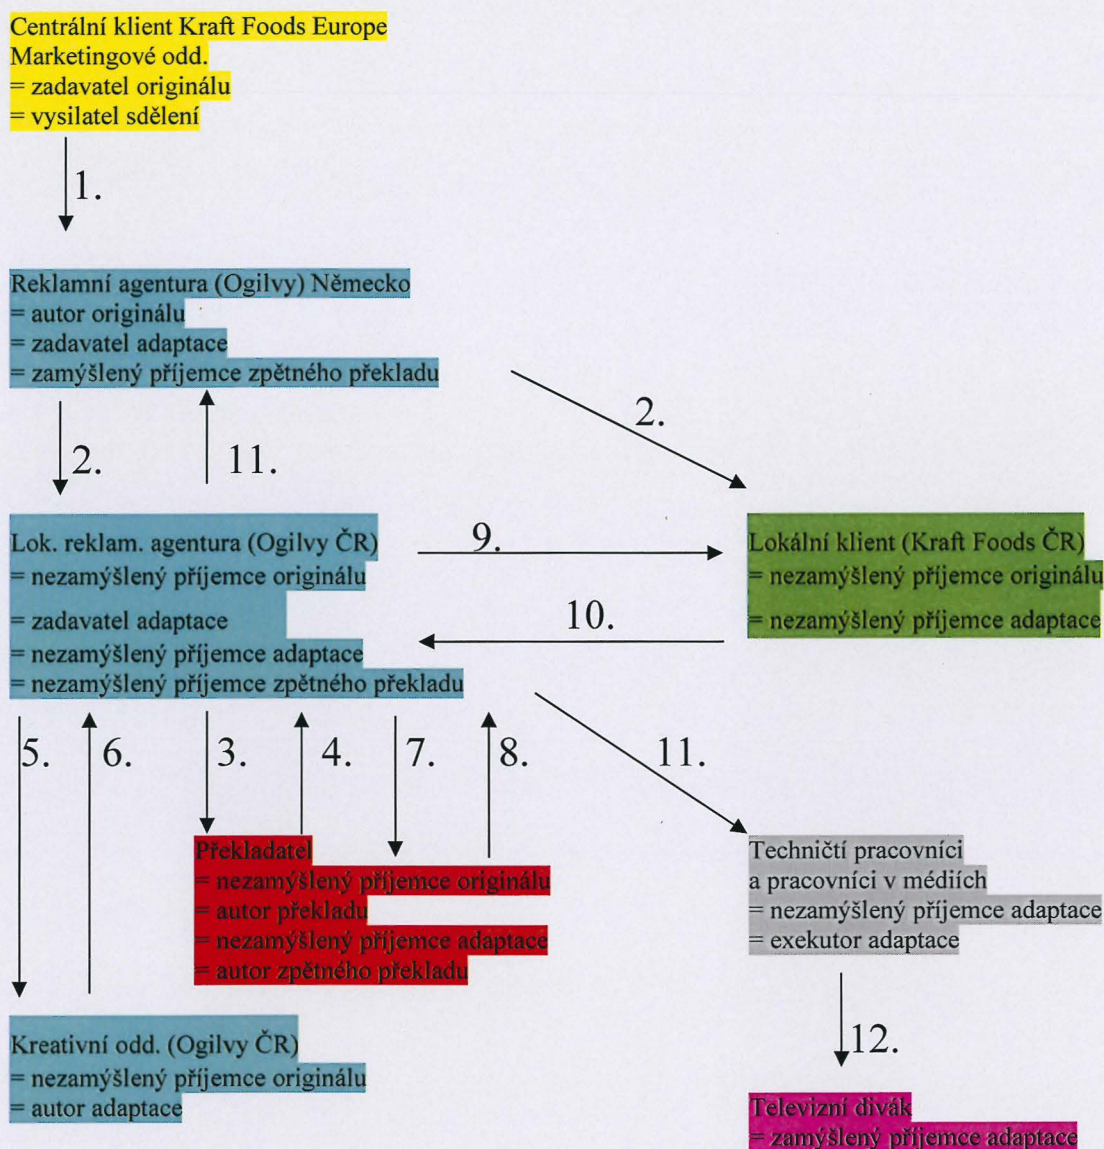 Centrální klient Kraft Foods Europe
Marketingové odd.
= zadavatel originálu
= vysilatel sdělení
1.
Reklamní agentura (Ogilvy) Německo
= autor originálu
= zadavatel adaptace
= zamýšlený příjemce zpětného překladu
2.
2.
11.
Lok. reklam. agentura (Ogilvy ČR)
= nezamýšlený příjemce originálu
= zadavatel adaptace
= nezamýšlený příjemce adaptace
= nezamýšlený příjemce zpětného překladu
9.
10.
Lokální klient (Kraft Foods ČR)
= nezamýšlený příjemce originálu
= nezamýšlený příjemce adaptace
5.
6.
3.
4.
7.
8.
11.
Překladatel
= nezamýšlený příjemce originálu
= autor překladu
= nezamýšlený příjemce adaptace
= autor zpětného překladu
Techničtí pracovníci
a pracovníci v médiích
= nezamýšlený příjemce adaptace
= exekutor adaptace
Kreativní odd. (Ogilvy ČR)
= nezamýšlený příjemce originálu
= autor adaptace
12.
Televizní divák
= zamýšlený příjemce adaptace